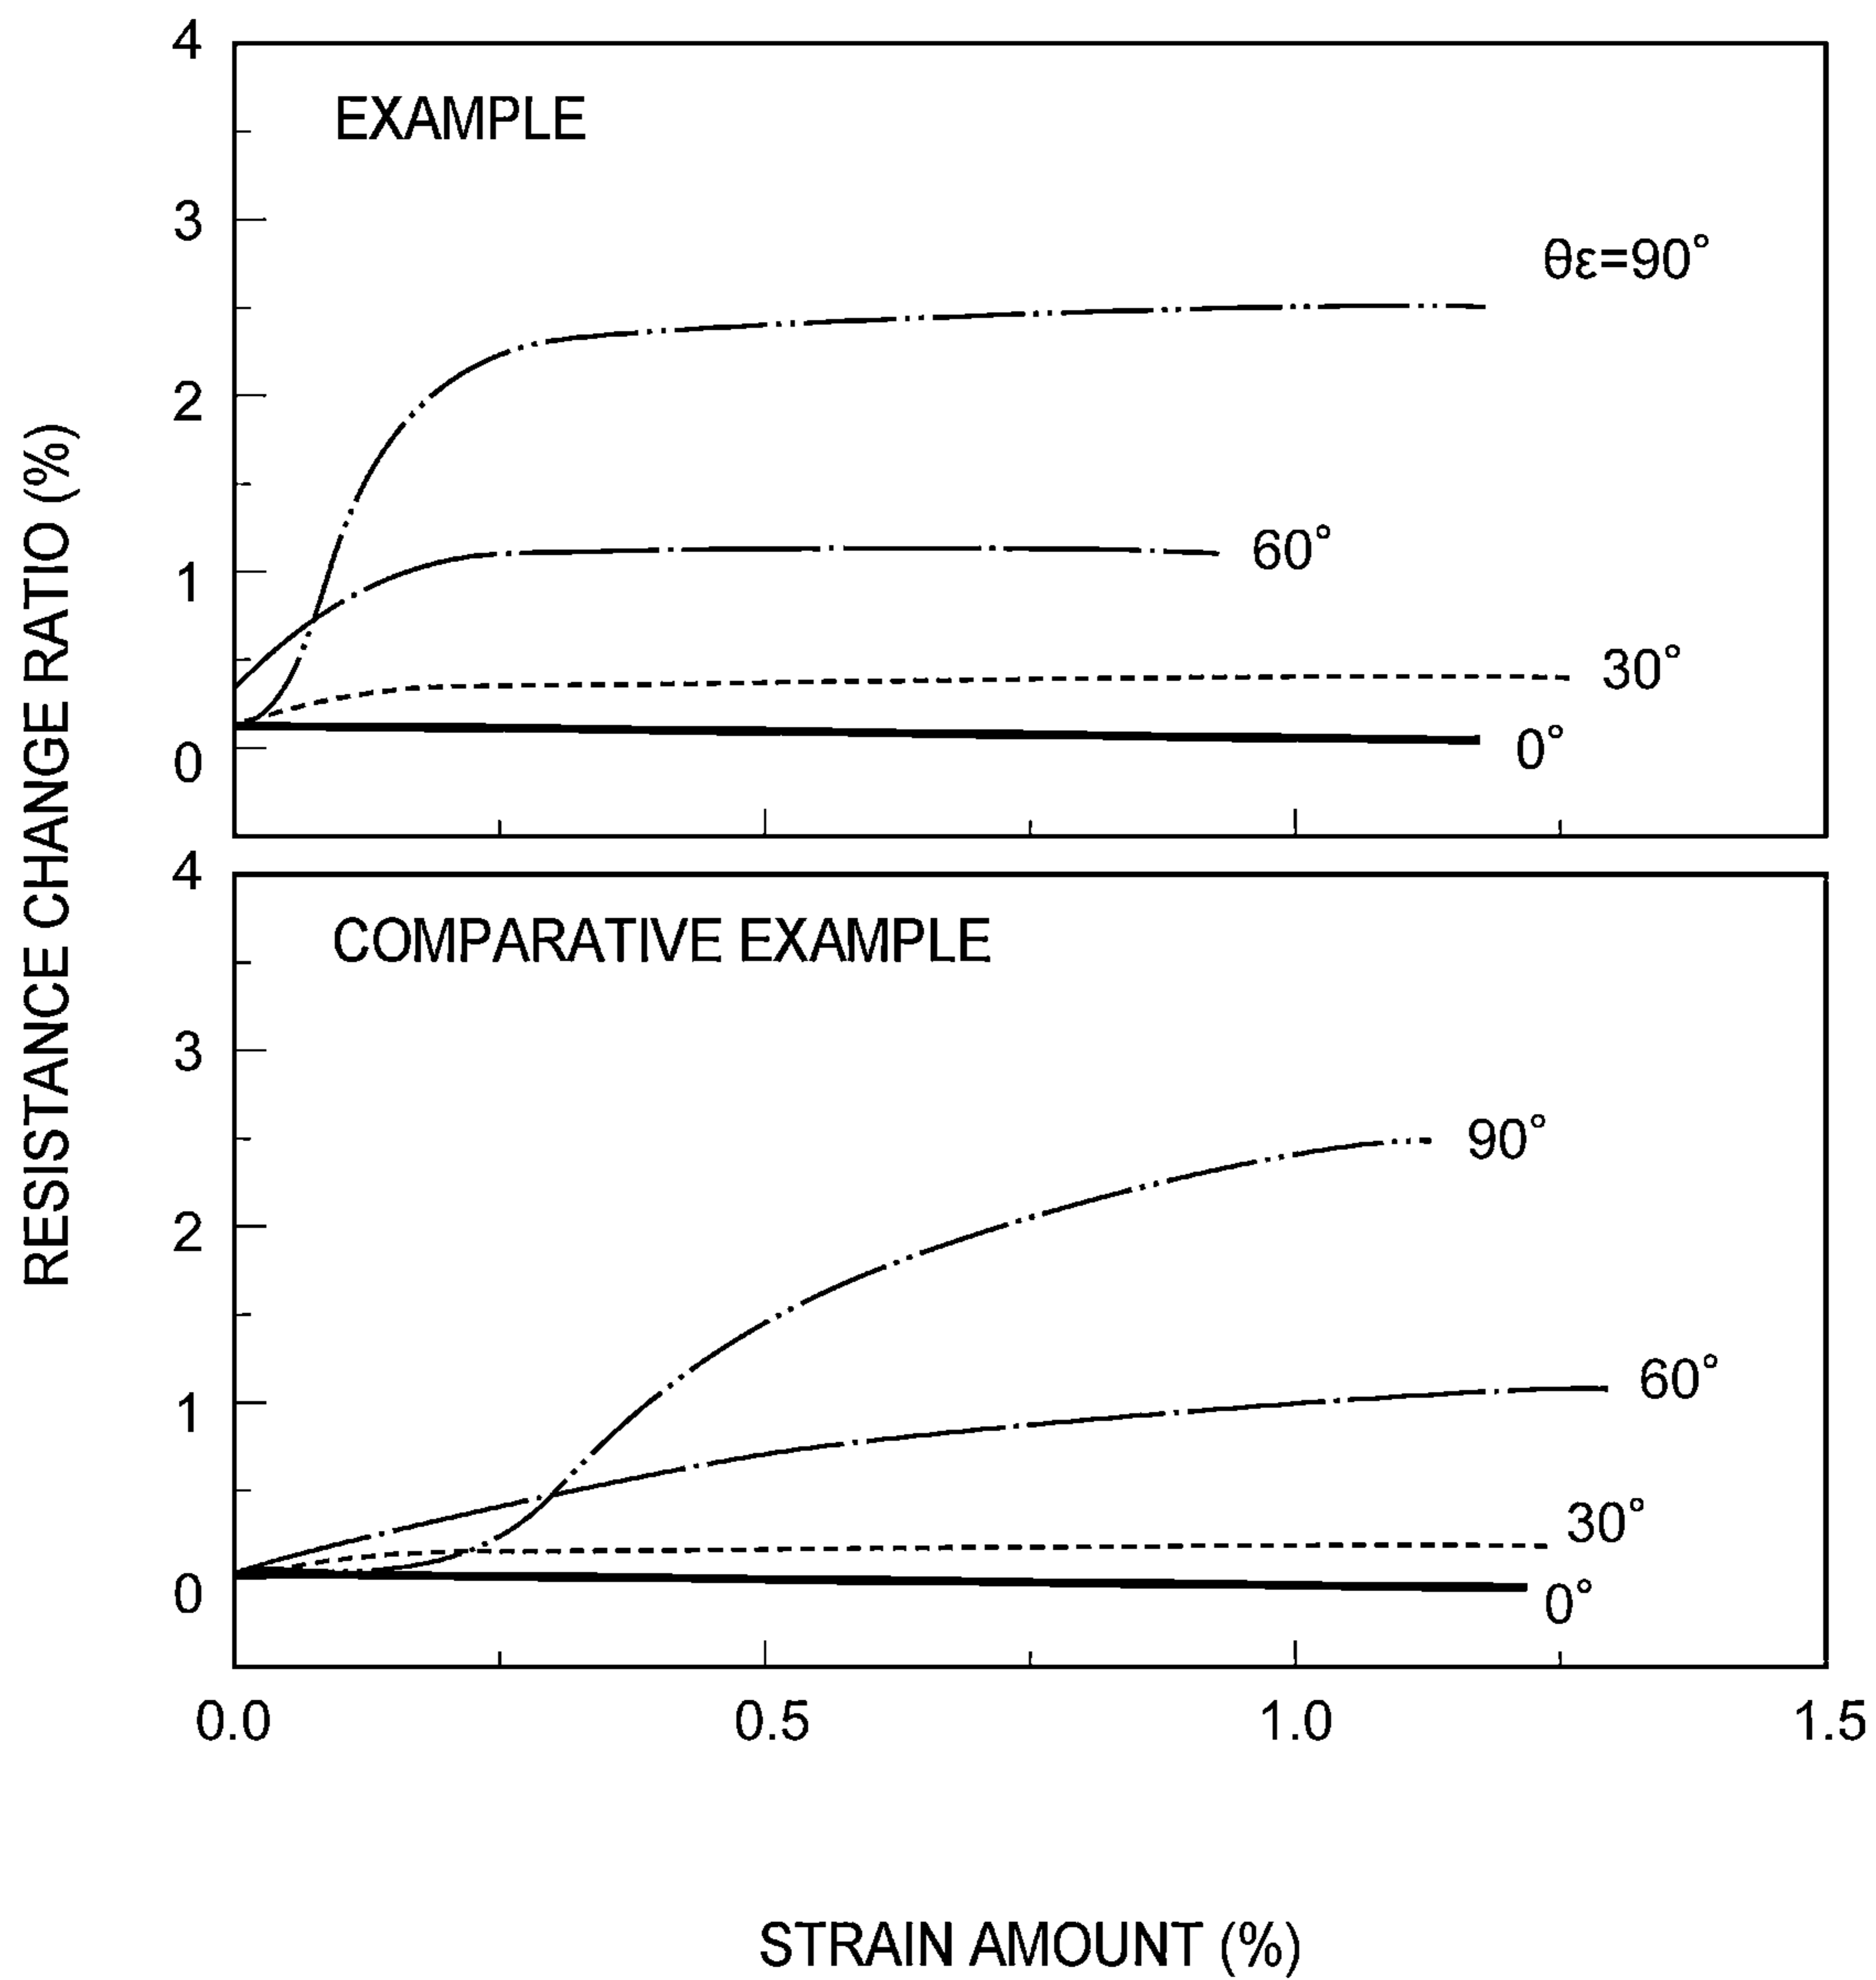 RESISTANCE CHANGE RATIO (%)
4
EXAMPLE
3
θε=90°
2
1
60°
30°
0
0°
4
COMPARATIVE EXAMPLE
3
90°
2
60°
1
30°
0
0°
0.0 0.5 1.0 1.5
STRAIN AMOUNT (%)